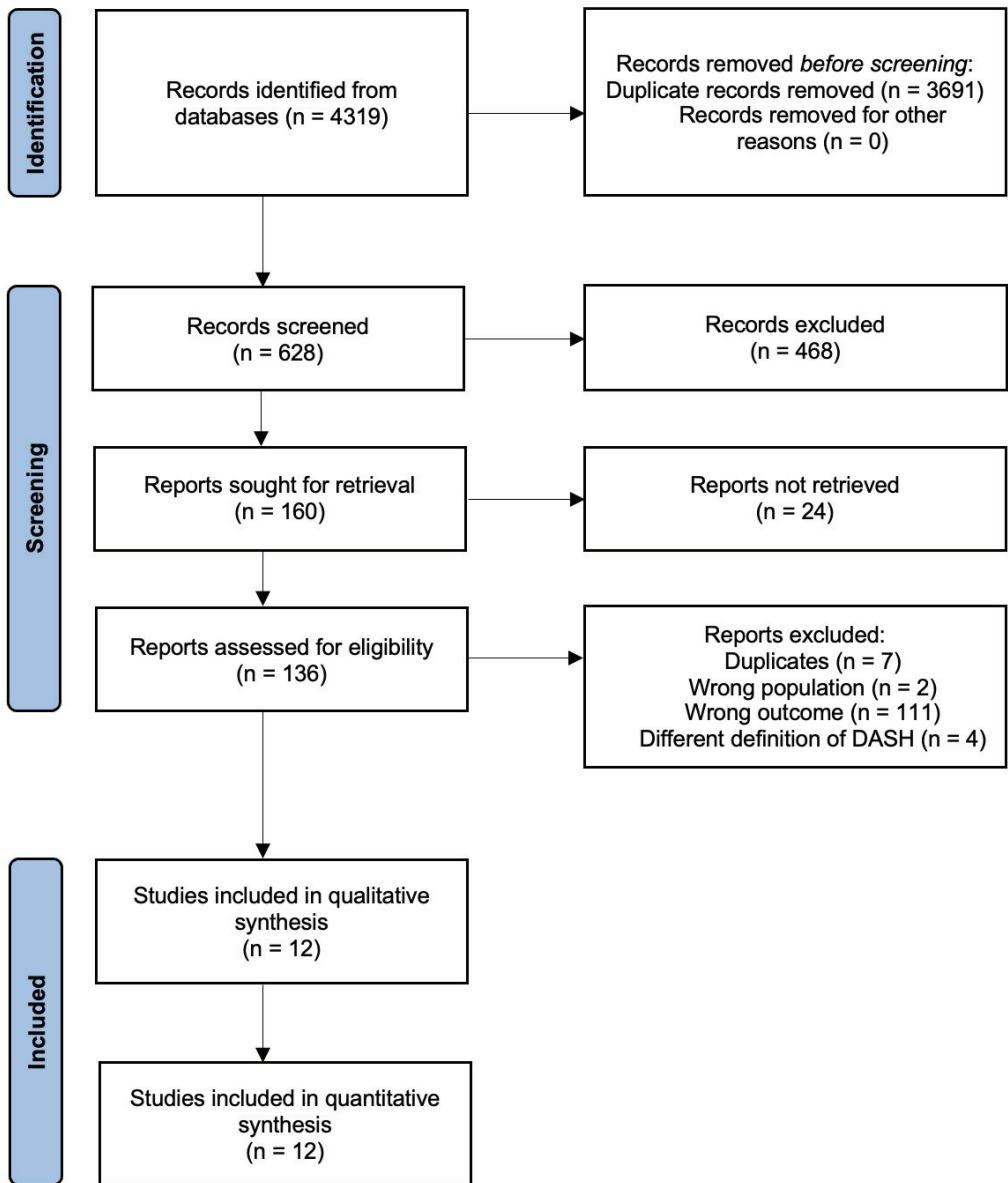 Identification
Records identified from
databases (n = 4319)
Records removed before screening:
Duplicate records removed (n = 3691)
Records removed for other
reasons (n = 0)
Screening
Records screened
(n = 628)
Records excluded
(n = 468)
Reports sought for retrieval
(n = 160)
Reports not retrieved
(n = 24)
Reports assessed for eligibility
(n = 136)
Reports excluded:
Duplicates (n = 7)
Wrong population (n = 2)
Wrong outcome (n = 111)
Different definition of DASH (n = 4)
Included
Studies included in qualitative
synthesis
(n = 12)
Studies included in quantitative
synthesis
(n = 12)